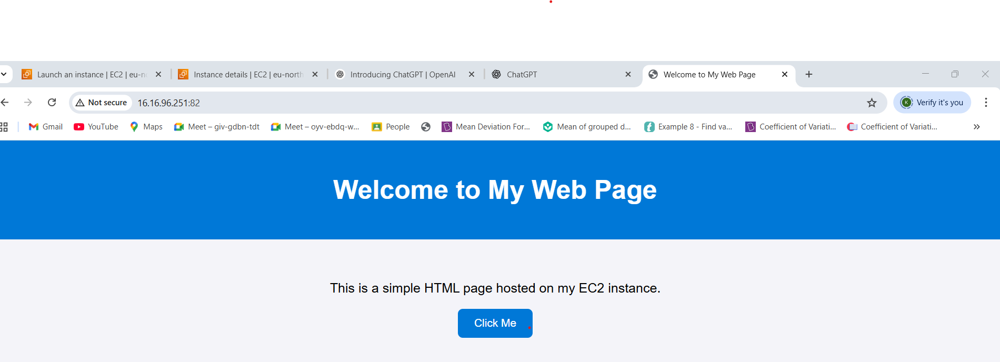 Launch an instance | EC2 | eu-n
Instance details | EC2 | eu-north
Introducing ChatGPT | OpenAI
ChatGPT
Welcome to My Web Page
Not secure
16.16.96.251:82
K
Verify it's you
Gmail
YouTube
Maps
Meet – giv-gdbn-tdt
Meet – oyv-ebdq-w...
People
Mean Deviation For...
Mean of grouped d...
Example 8 - Find va...
Coefficient of Variati...
Coefficient of Variati...
Welcome to My Web Page
This is a simple HTML page hosted on my EC2 instance.
Click Me